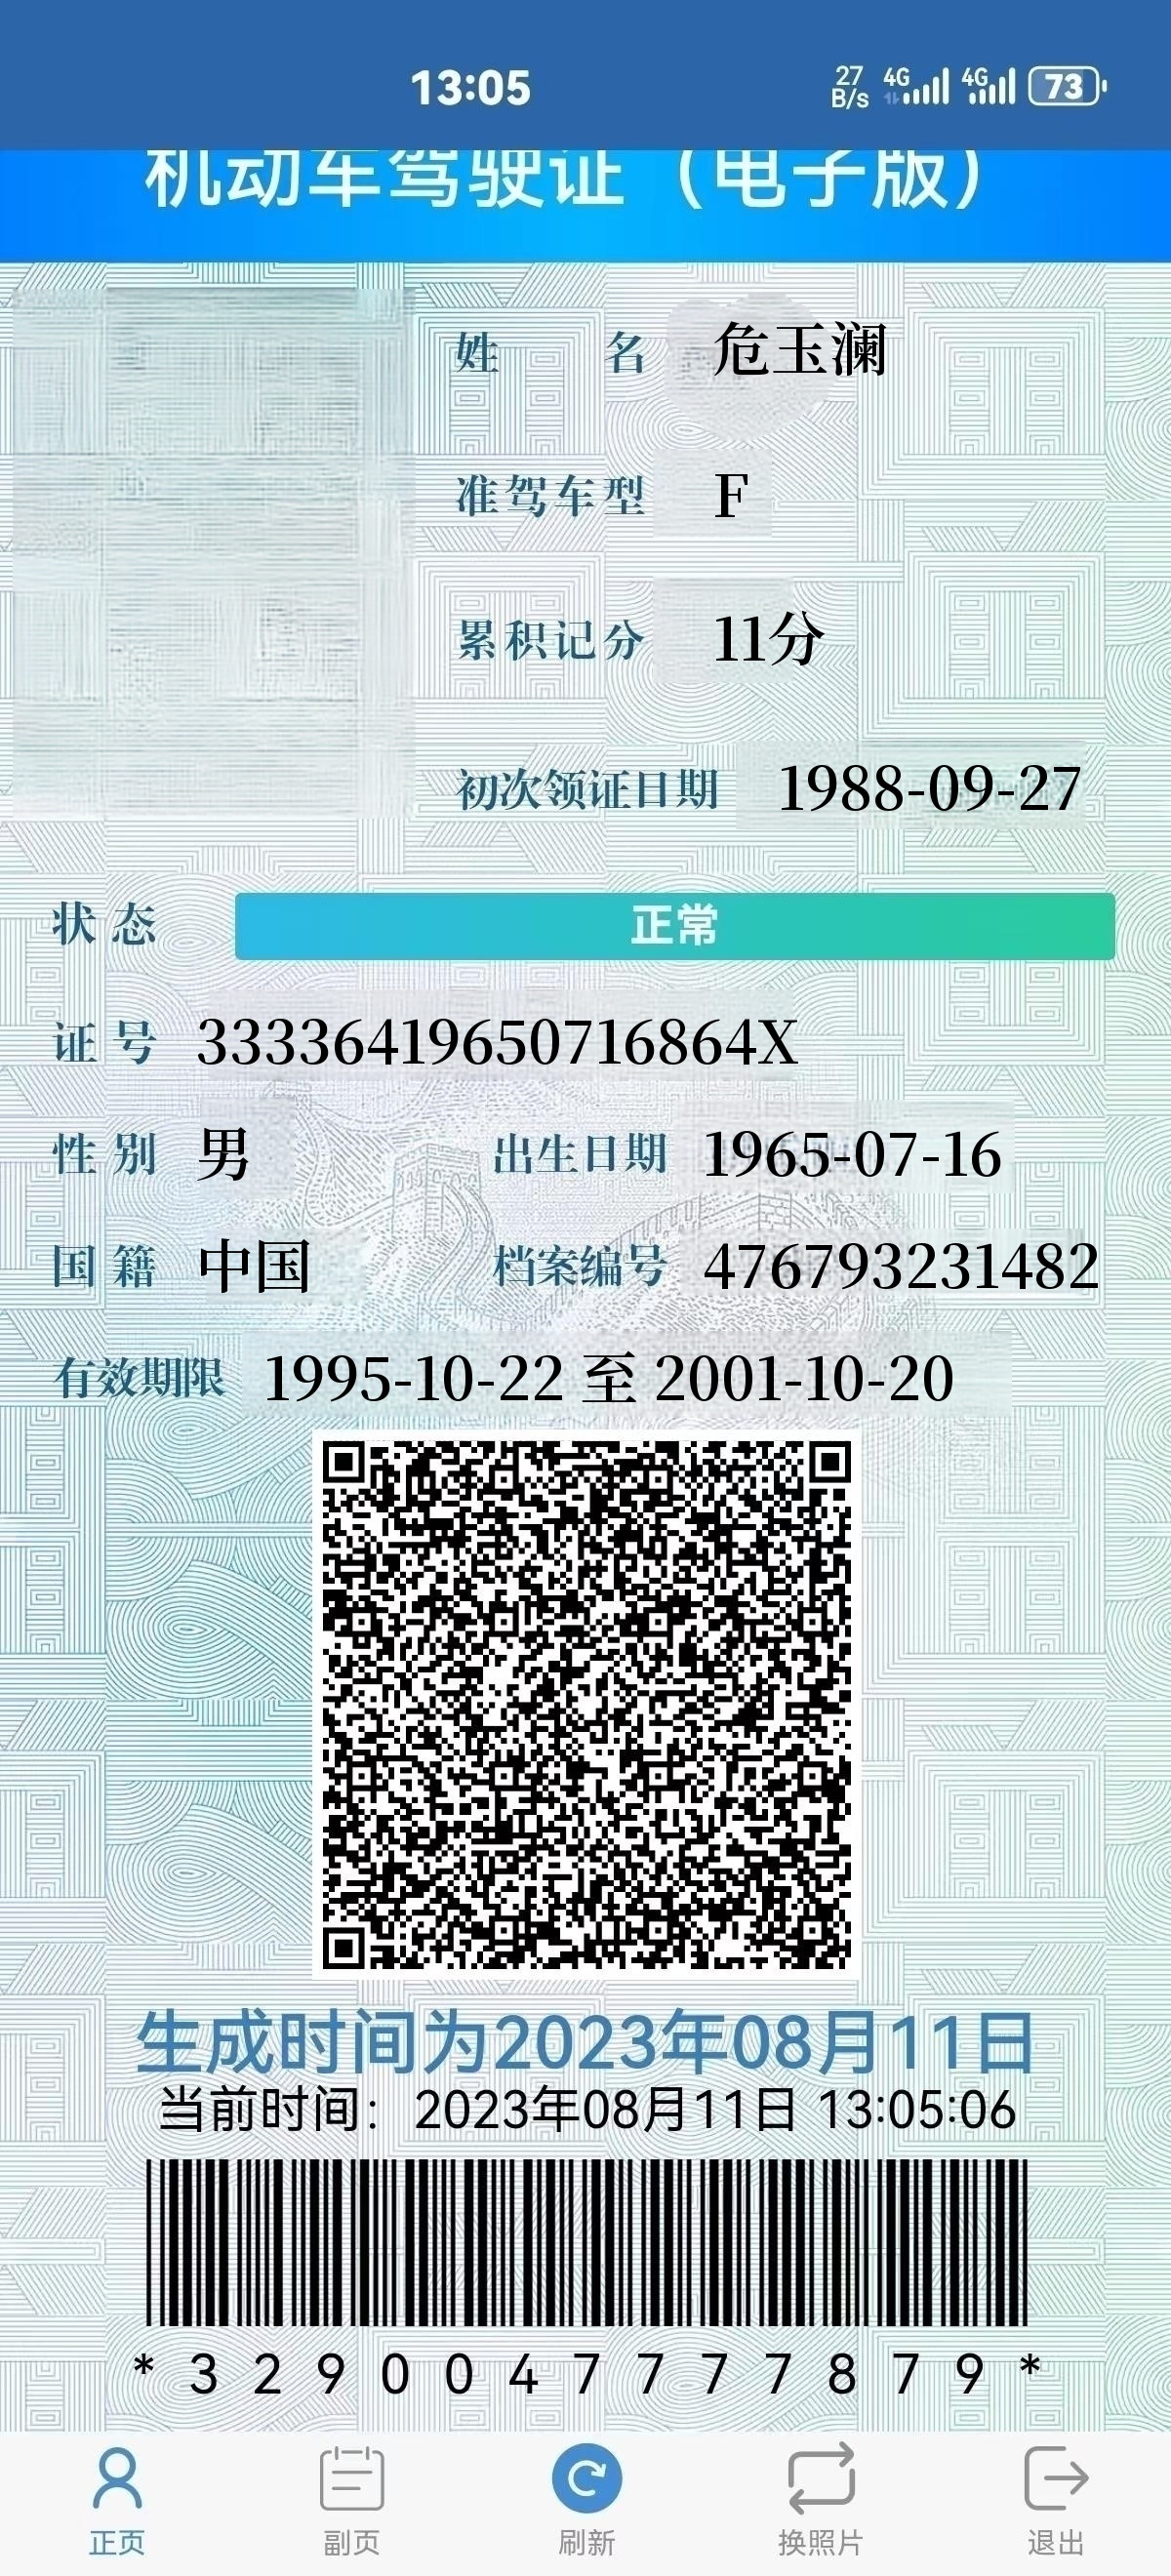 13:05
27 B/s 4G 4G 73
机动车驾驶证（电子版）
姓名 危玉澜
准驾车型 F
累积记分 11分
初次领证日期 1988-09-27
状态 正常
证号 33336419650716864X
性别 男 出生日期 1965-07-16
国籍 中国 档案编号 476793231482
有效期限 1995-10-22 至 2001-10-20
生成时间为2023年08月11日
当前时间：2023年08月11日 13:05:06
*3290047777879*
正页 副页 刷新 换照片 退出